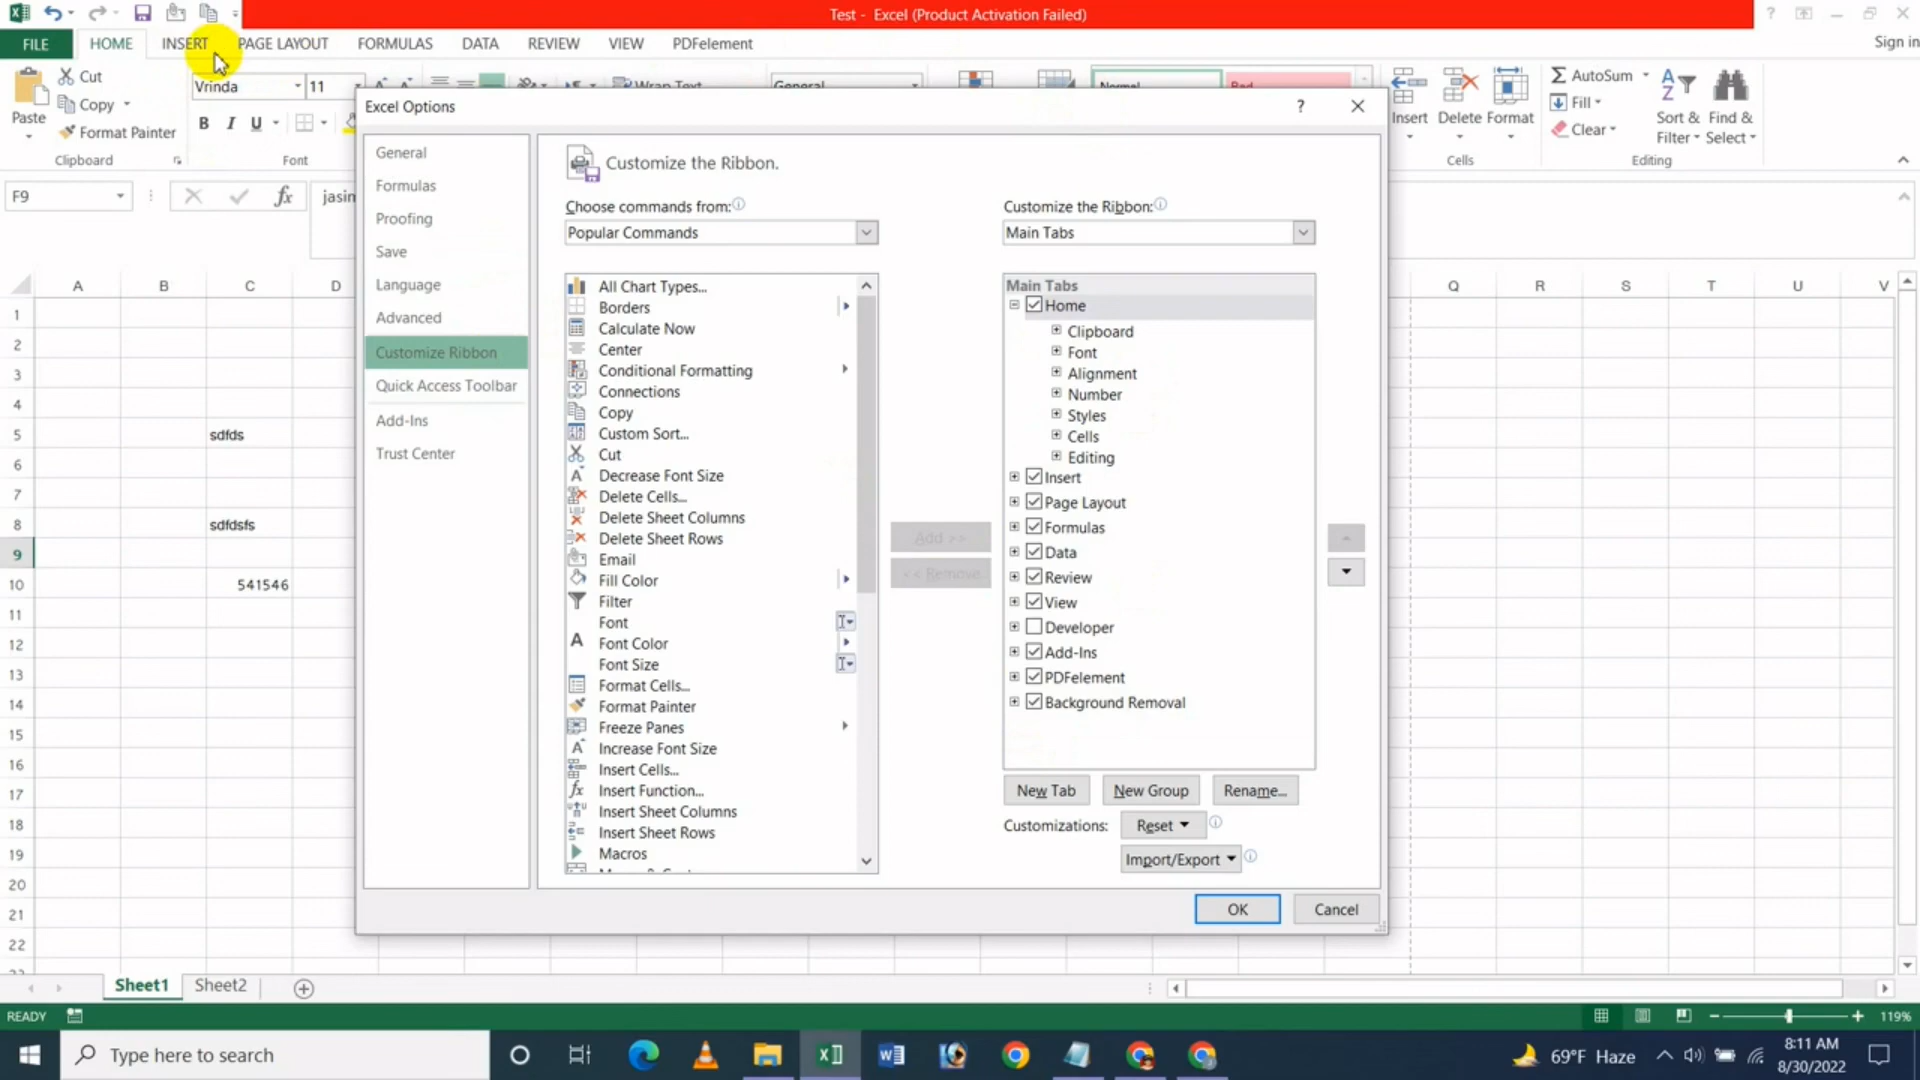 Test - Excel (Product Activation Failed)
FILE HOME INSERT PAGE LAYOUT FORMULAS DATA REVIEW VIEW PDFelement Sign in
Paste
Cut
Copy
Format Painter
Clipboard
Vrinda 11
B I U
Font
Wrap Text
General
Normal
Bad
Insert Delete Format
Cells
AutoSum
Fill
Clear
Sort & Filter
Find & Select
Editing
F9
fx
Excel Options
General
Formulas
Proofing
Save
Language
Advanced
Customize Ribbon
Quick Access Toolbar
Add-Ins
Trust Center
Customize the Ribbon.
Choose commands from:
Popular Commands
All Chart Types...
Borders
Calculate Now
Center
Conditional Formatting
Connections
Copy
Custom Sort...
Cut
Decrease Font Size
Delete Cells...
Delete Sheet Columns
Delete Sheet Rows
Email
Fill Color
Filter
Font
Font Color
Font Size
Format Cells...
Format Painter
Freeze Panes
Increase Font Size
Insert Cells...
Insert Function...
Insert Sheet Columns
Insert Sheet Rows
Macros
Add >>
<< Remove
Customize the Ribbon:
Main Tabs
Main Tabs
Home
Clipboard
Font
Alignment
Number
Styles
Cells
Editing
Insert
Page Layout
Formulas
Data
Review
View
Developer
Add-Ins
PDFelement
Background Removal
New Tab New Group Rename...
Customizations: Reset
Import/Export
OK Cancel
A B C D Q R S T U V
1
2
3
4
5 sdfds
6
7
8 sdfdsfs
9
10 541546
11
12
13
14
15
16
17
18
19
20
21
22
Sheet1 Sheet2
READY 119%
Type here to search
69°F Haze
8:11 AM
8/30/2022